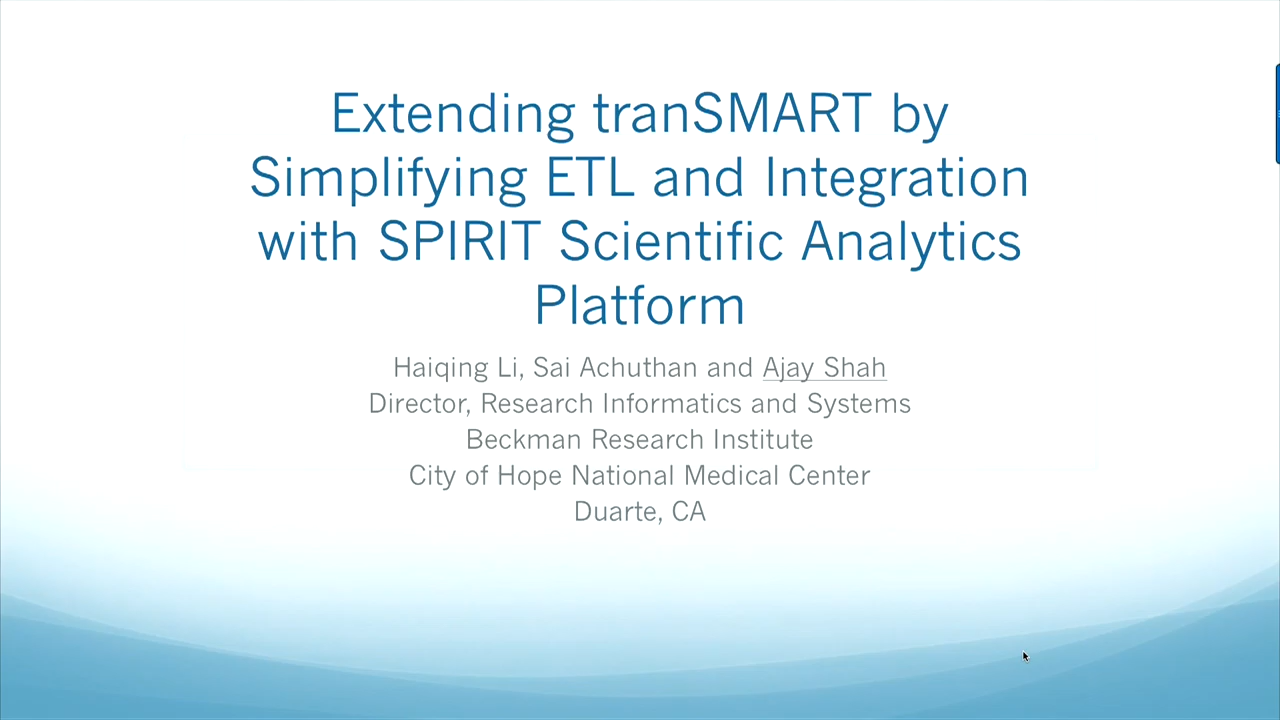 Extending tranSMART by
Simplifying ETL and Integration
with SPIRIT Scientific Analytics
Platform
Haiqing Li, Sai Achuthan and Ajay Shah
Director, Research Informatics and Systems
Beckman Research Institute
City of Hope National Medical Center
Duarte, CA